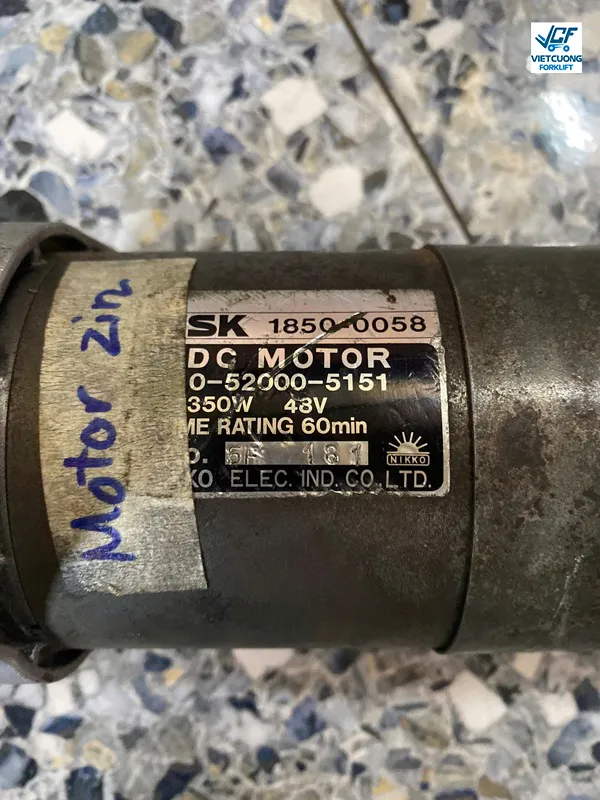 VCF
VIETCUONG
FORKLIFT
SK 1850-0058
DC MOTOR
0-52000-5151
350W 48V
ME RATING 60min
O. 5F 181
NIKKO
KO ELEC. IND. CO., LTD.
Motor zin